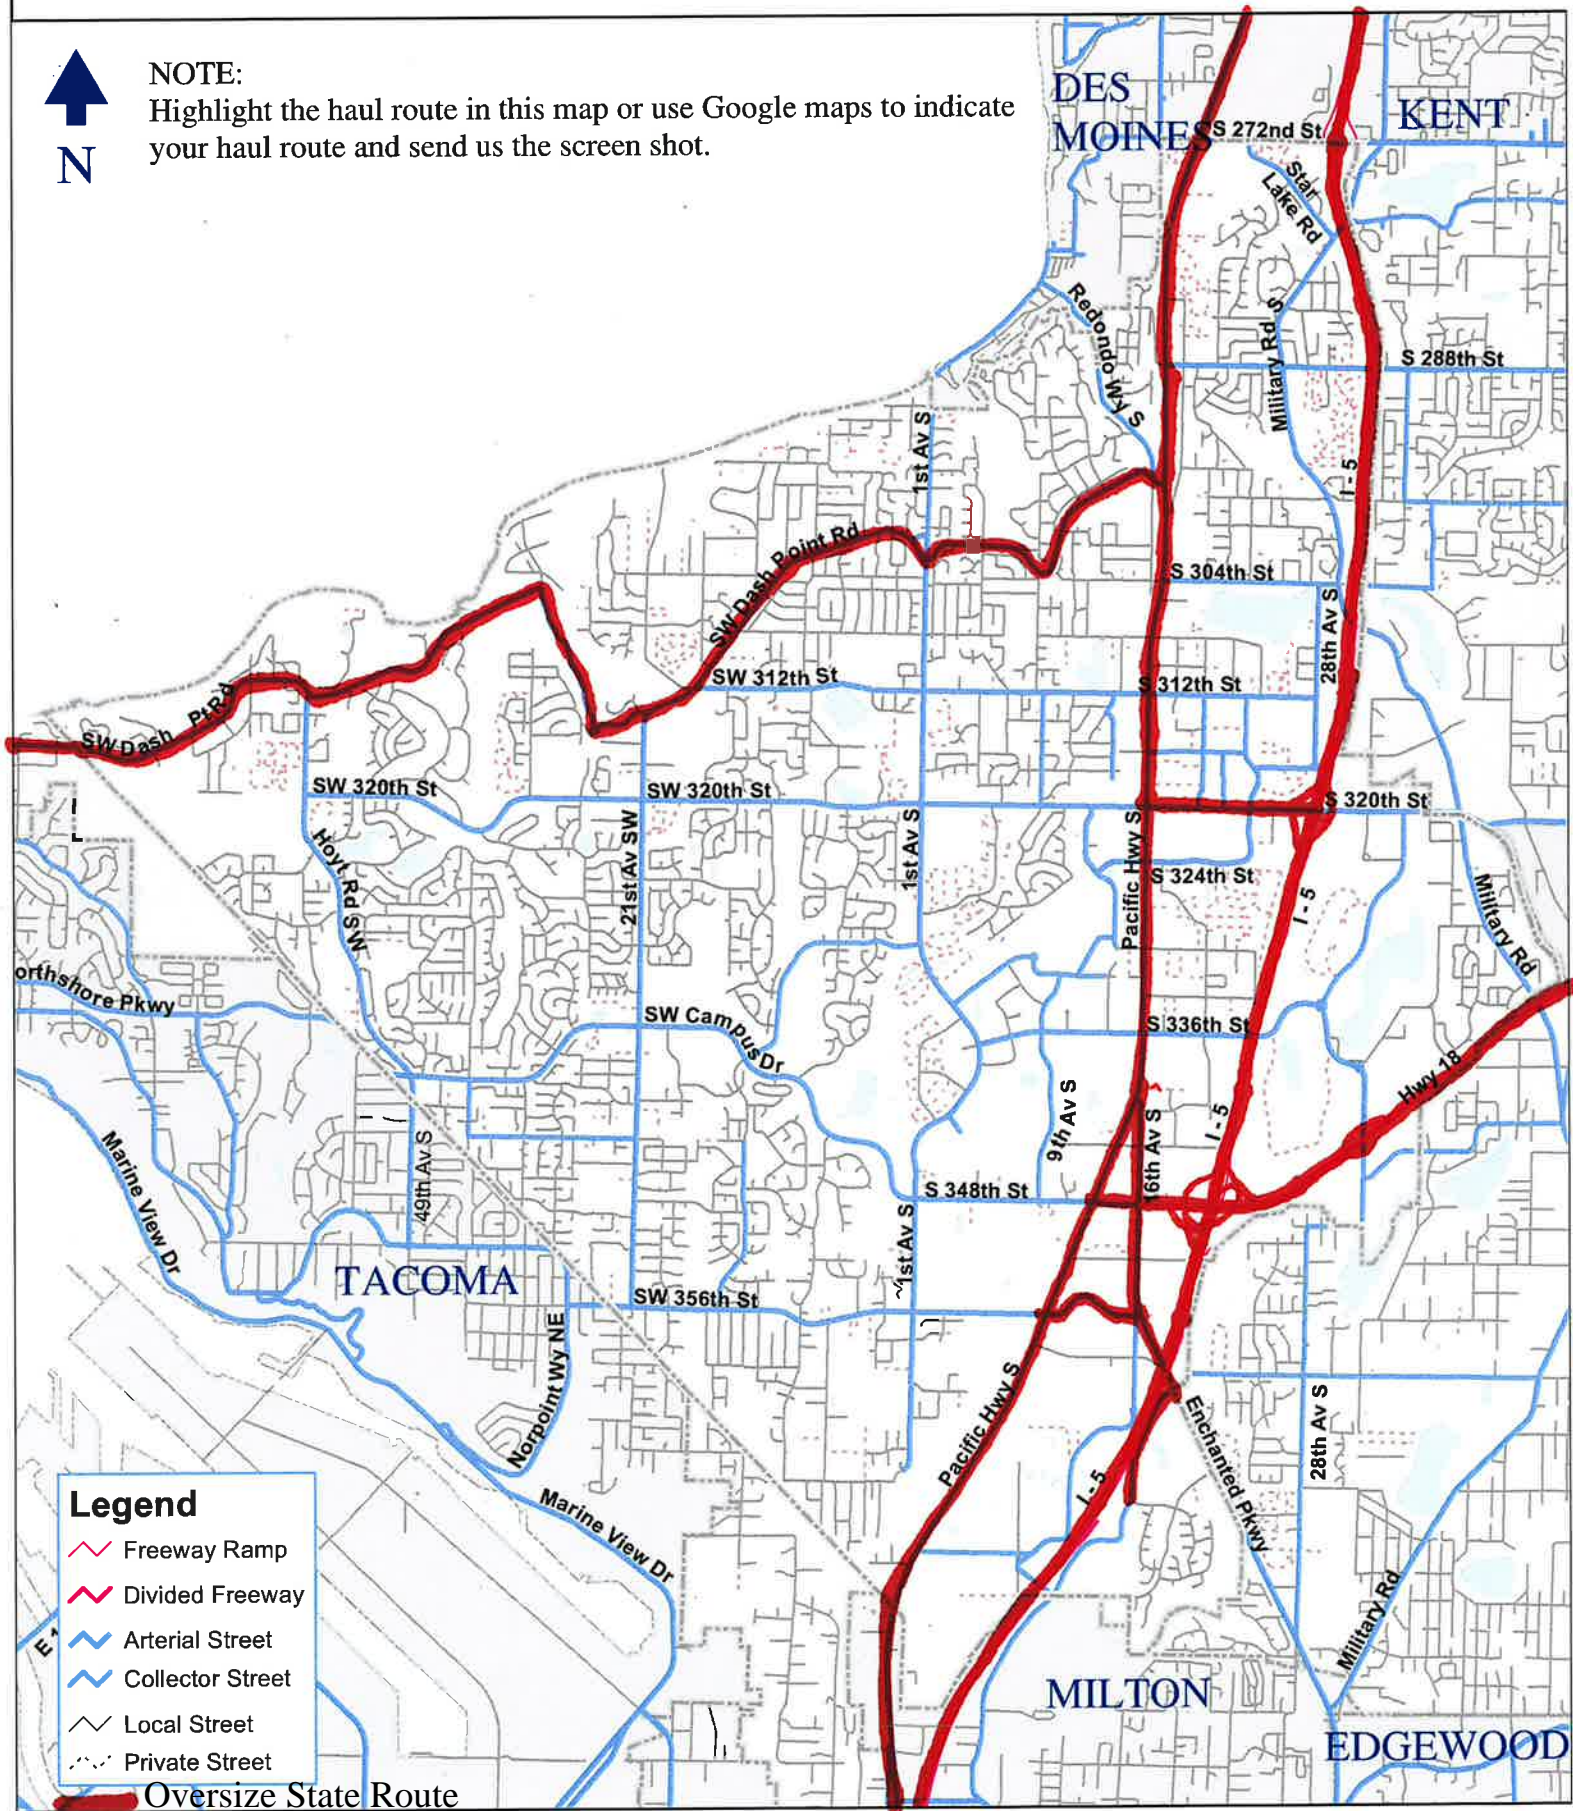 NOTE:
Highlight the haul route in this map or use Google maps to indicate
your haul route and send us the screen shot.
N
DES
MOINES
KENT
S 272nd St
Star
Lake Rd
Redondo Wy S
Military Rd S
S 288th St
1st Av S
I - 5
SW Dash Point Rd
S 304th St
28th Av S
SW 312th St
S 312th St
SW Dash Pt Rd
SW 320th St
SW 320th St
S 320th St
Hoyt Rd SW
21st Av SW
1st Av S
Pacific Hwy S
S 324th St
I - 5
Military Rd
orthshore Pkwy
SW Campus Dr
S 336th St
Hwy 18
9th Av S
16th Av S
I - 5
Marine View Dr
49th Av S
S 348th St
1st Av S
TACOMA
SW 356th St
Norpoint Wy NE
Pacific Hwy S
Enchanted Pkwy
28th Av S
I - 5
Marine View Dr
Military Rd
Legend
Freeway Ramp
Divided Freeway
Arterial Street
Collector Street
Local Street
Private Street
Oversize State Route
MILTON
EDGEWOOD